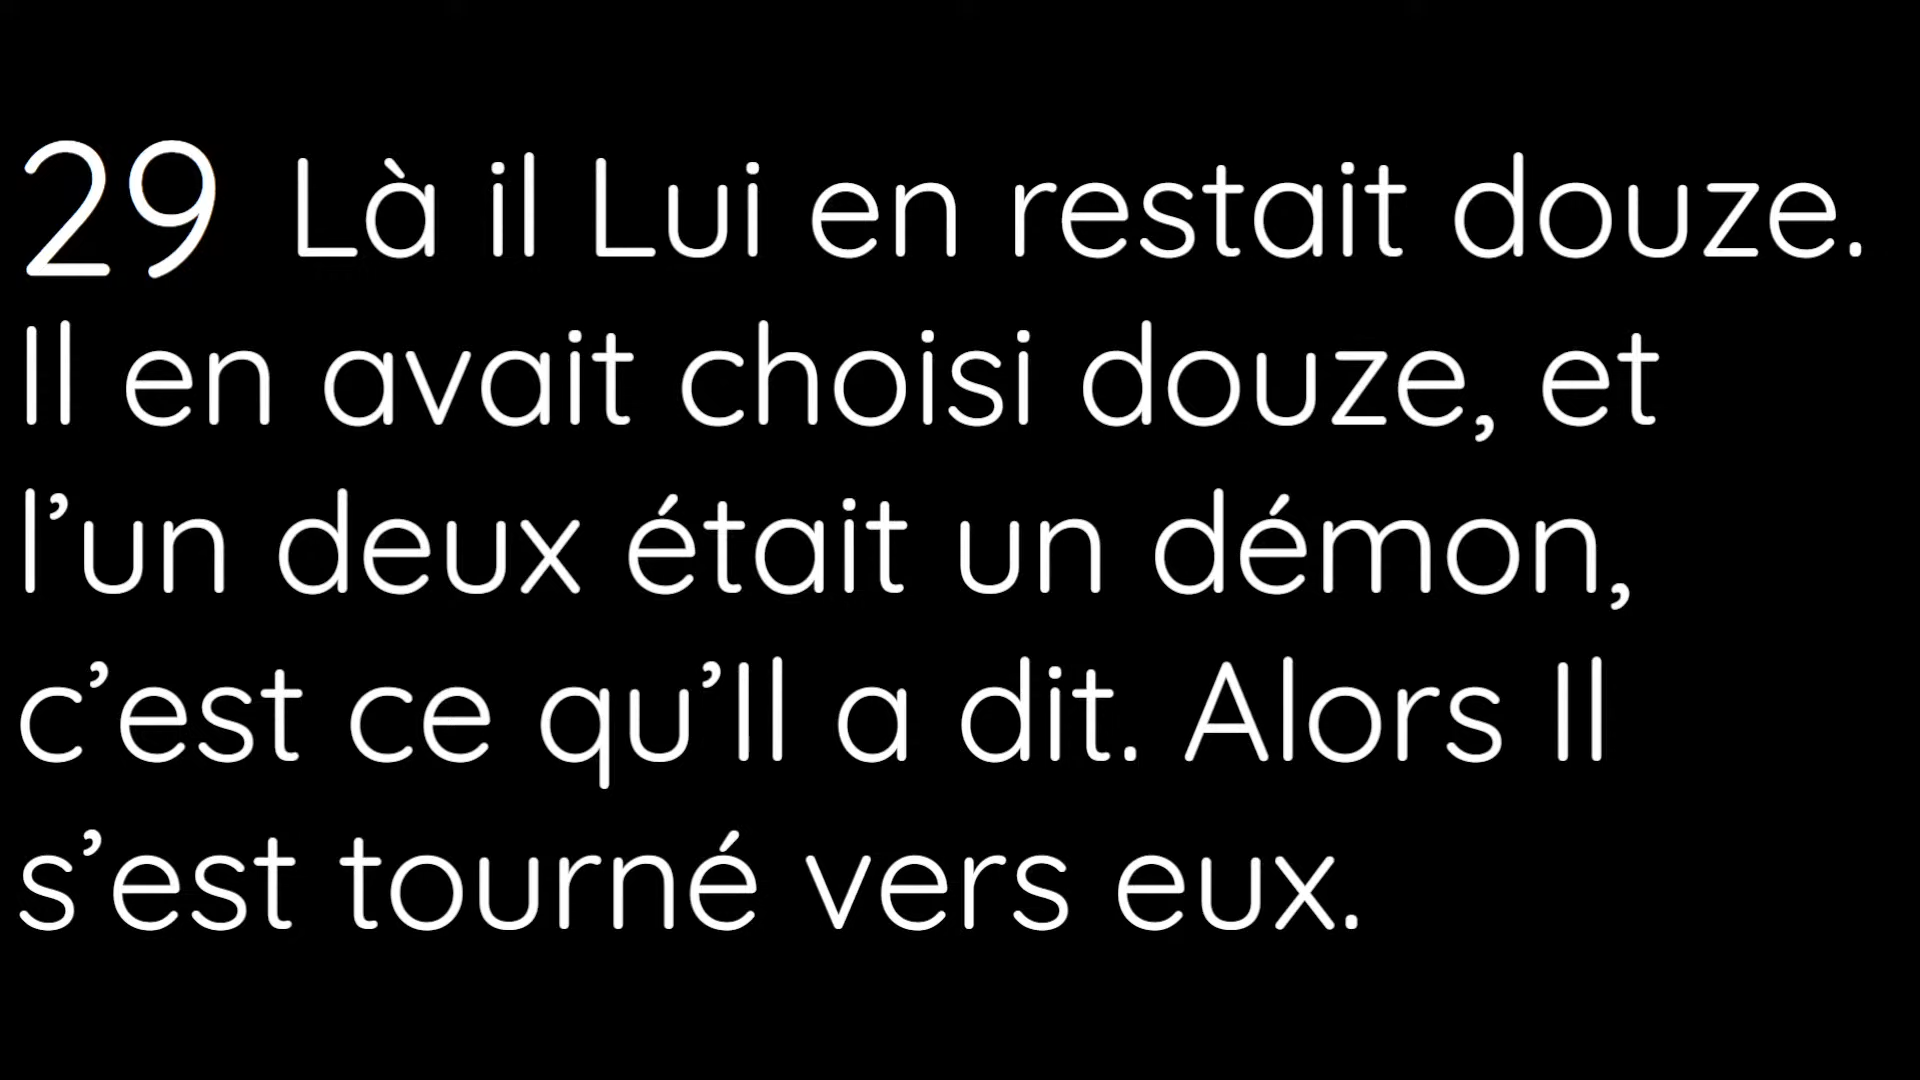 29 Là il Lui en restait douze.
Il en avait choisi douze, et
l’un deux était un démon,
c’est ce qu’Il a dit. Alors Il
s’est tourné vers eux.